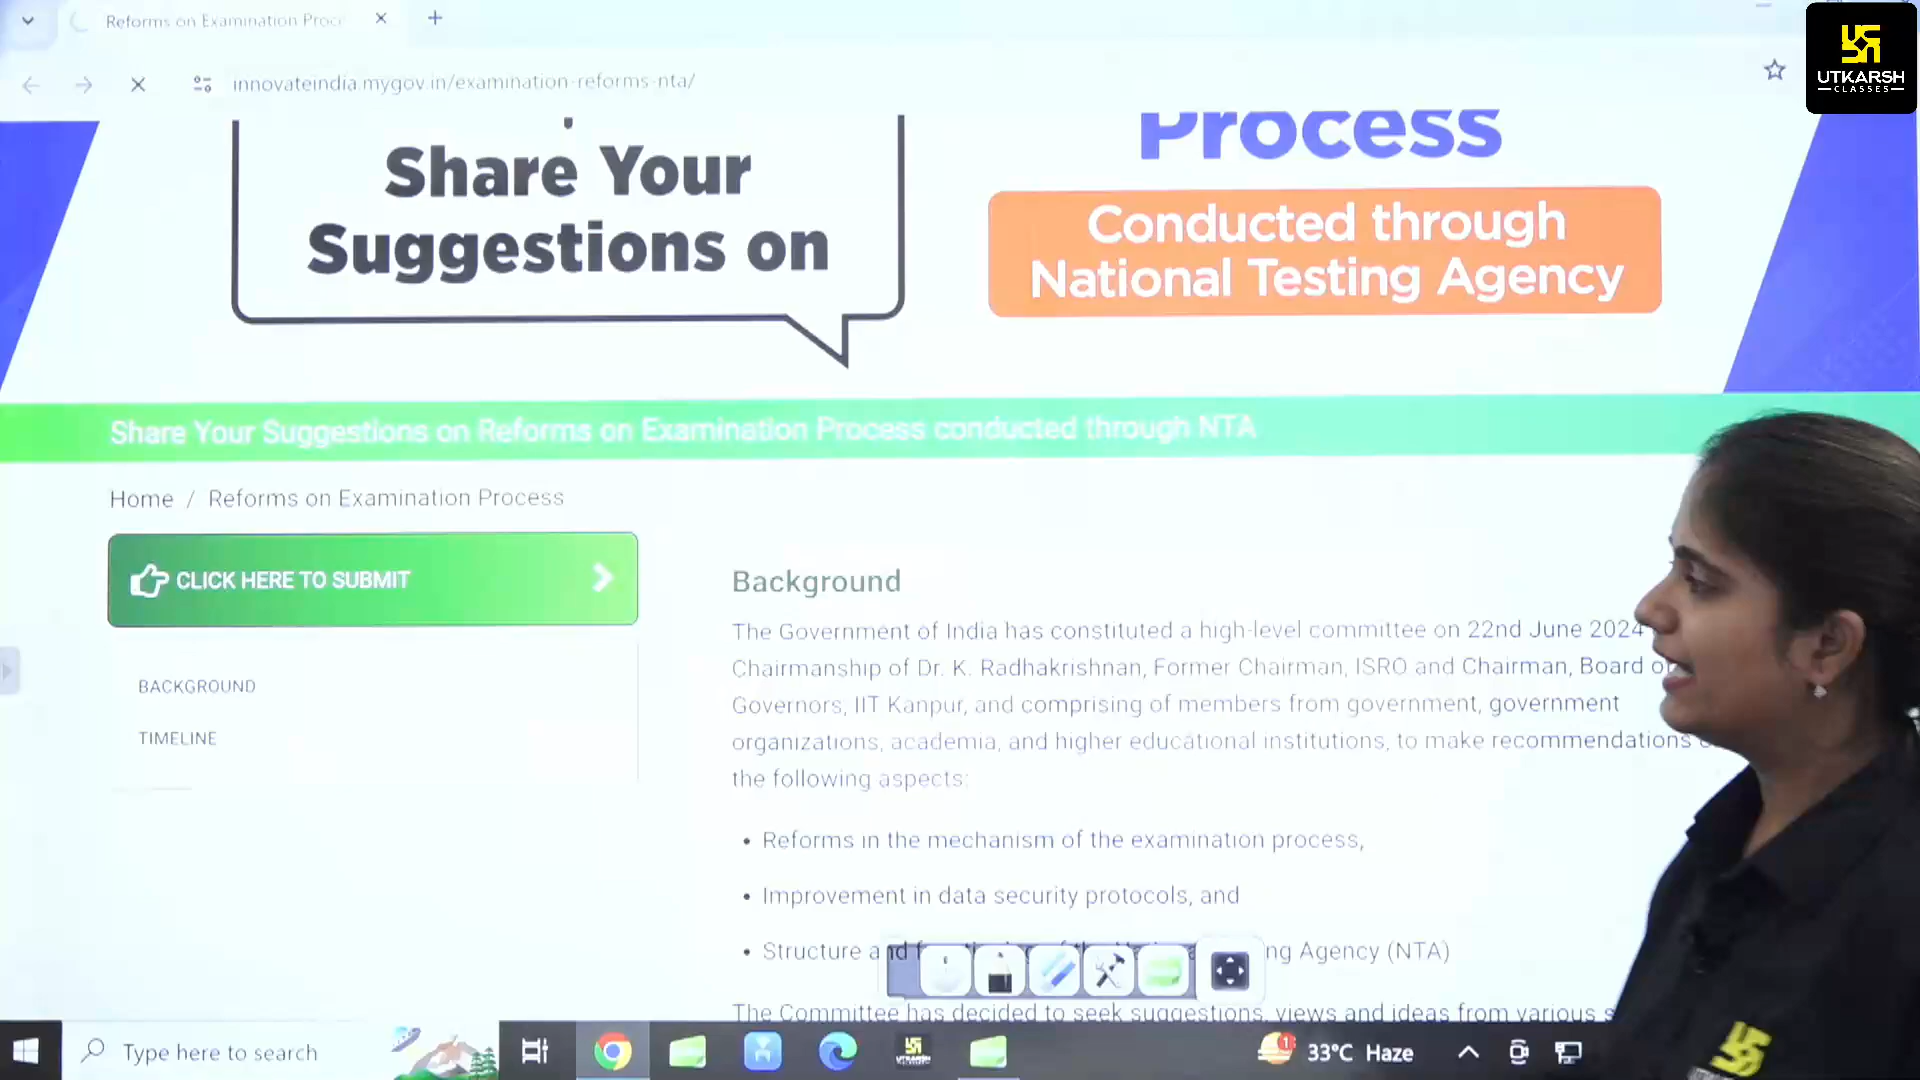 Reforms on Examination Proc
innovateindia.mygov.in/examination-reforms-nta/
UTKARSH
CLASSES
Share Your
Suggestions on
Process
Conducted through
National Testing Agency
Share Your Suggestions on Reforms on Examination Process conducted through NTA
Home / Reforms on Examination Process
CLICK HERE TO SUBMIT
BACKGROUND
TIMELINE
Background
The Government of India has constituted a high-level committee on 22nd June 2024
Chairmanship of Dr. K. Radhakrishnan, Former Chairman, ISRO and Chairman, Board
Governors, IIT Kanpur, and comprising of members from government, government
organizations, academia, and higher educational institutions, to make recommendations
the following aspects:
• Reforms in the mechanism of the examination process,
• Improvement in data security protocols, and
• Structure and Agency (NTA)
The Committee has decided to seek suggestions, views and ideas from various
Type here to search
UTKARSH
1
33°C Haze